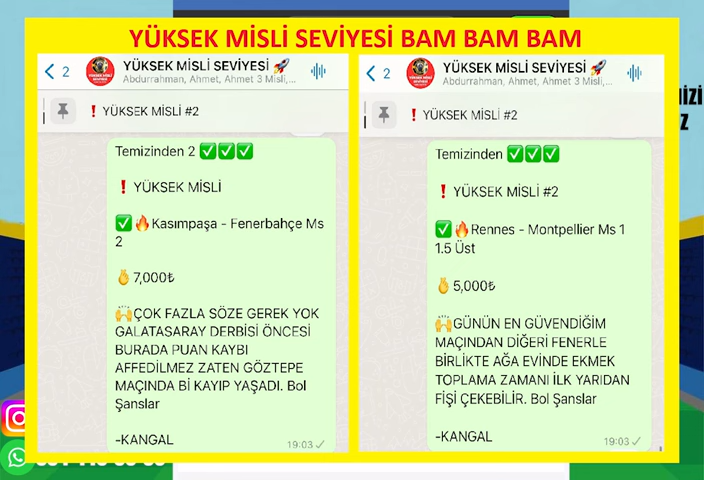 YÜKSEK MİSLİ SEVİYESİ BAM BAM BAM
2
YÜKSEK MİSLİ SEVİYESİ 🚀
Abdurrahman, Ahmet, Ahmet 3 Misli,...
❗ YÜKSEK MİSLİ #2
Temizinden 2 ✅✅✅
❗ YÜKSEK MİSLİ
✅🔥Kasımpaşa - Fenerbahçe Ms
2
👌7,000₺
🙌ÇOK FAZLA SÖZE GEREK YOK
GALATASARAY DERBİSİ ÖNCESİ
BURADA PUAN KAYBI
AFFEDİLMEZ ZATEN GÖZTEPE
MAÇINDA Bİ KAYIP YAŞADI. Bol
Şanslar
-KANGAL
19:03 ✓
2
YÜKSEK MİSLİ SEVİYESİ 🚀
Abdurrahman, Ahmet, Ahmet 3 Misli,...
❗ YÜKSEK MİSLİ #2
Temizinden ✅✅✅
❗ YÜKSEK MİSLİ #2
✅🔥Rennes - Montpellier Ms 1
1.5 Üst
👌5,000₺
🙌GÜNÜN EN GÜVENDİĞİM
MAÇINDAN DİĞERİ FENERLE
BİRLİKTE AĞA EVİNDE EKMEK
TOPLAMA ZAMANI İLK YARIDAN
FİŞİ ÇEKEBİLİR. Bol Şanslar
-KANGAL
19:03 ✓